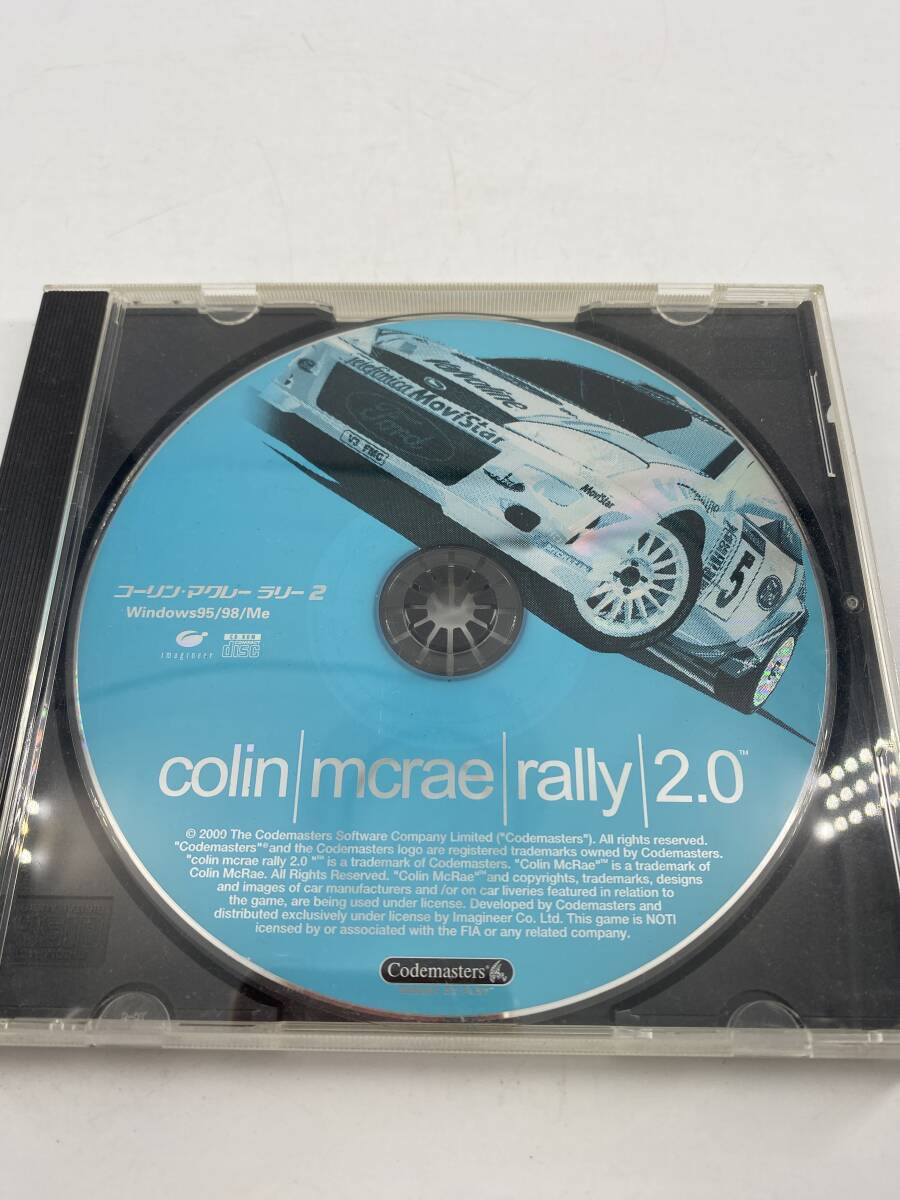 Valvoline
Telefónica MoviStar
Ford
V3 FMC
MoviStar
5
Ford
コーリン・マクレー ラリー 2
Windows95/98/Me
imagineer
CD-ROM
COMPACT
disc
colin|mcrae|rally|2.0™
© 2000 The Codemasters Software Company Limited ("Codemasters"). All rights reserved.
"Codemasters"® and the Codemasters logo are registered trademarks owned by Codemasters.
"colin mcrae rally 2.0 "™ is a trademark of Codemasters. "Colin McRae"™ is a trademark of
Colin McRae. All Rights Reserved. "Colin McRae"™ and copyrights, trademarks, designs
and images of car manufacturers and /or on car liveries featured in relation to
the game, are being used under license. Developed by Codemasters and
distributed exclusively under license by Imagineer Co. Ltd. This game is NOTl
icensed by or associated with the FIA or any related company.
Codemasters